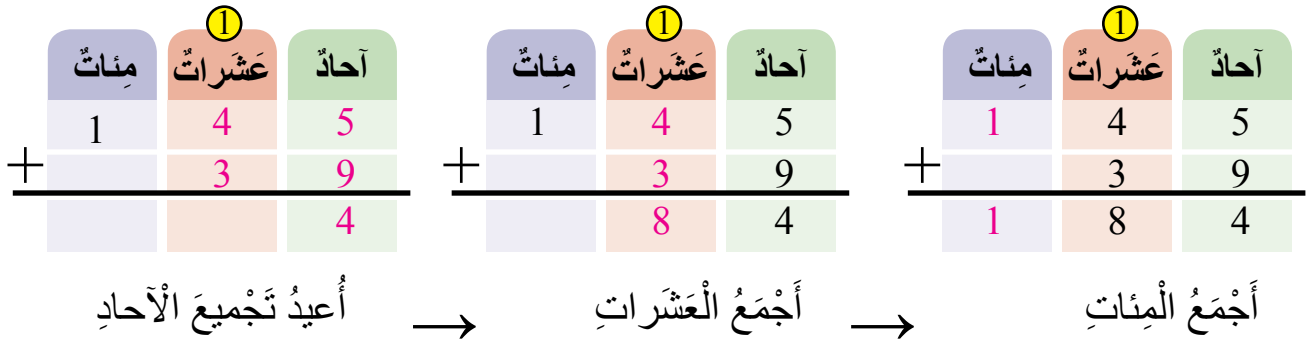 1
مِئاتٌ عَشَراتٌ آحادٌ
1 4 5
+ 3 9
4
أُعيدُ تَجْميعَ الْآحادِ
→
1
مِئاتٌ عَشَراتٌ آحادٌ
1 4 5
+ 3 9
8 4
أَجْمَعُ الْعَشَراتِ
→
1
مِئاتٌ عَشَراتٌ آحادٌ
1 4 5
+ 3 9
1 8 4
أَجْمَعُ الْمِئاتِ